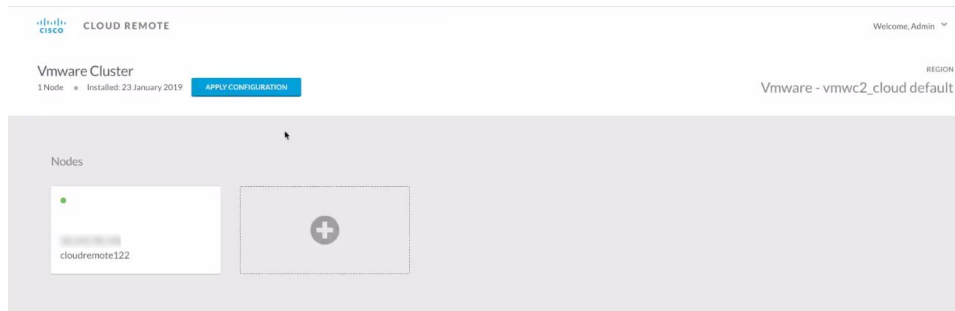 CISCO CLOUD REMOTE
Welcome, Admin
Vmware Cluster
1 Node Installed: 23 January 2019 APPLY CONFIGURATION
REGION
Vmware - vmwc2_cloud default
Nodes
cloudremote122